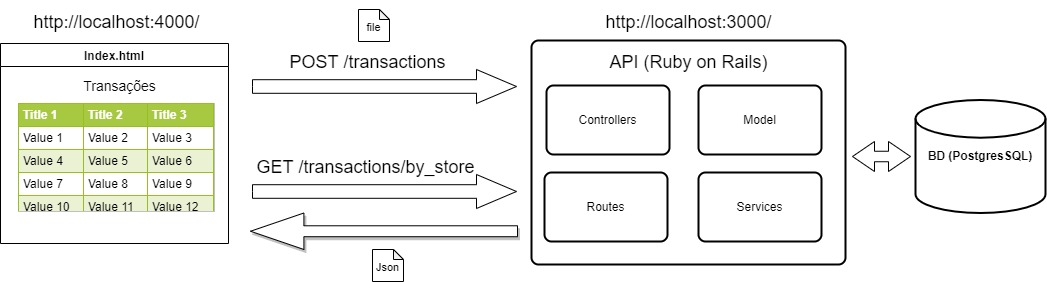 http://localhost:4000/
file
http://localhost:3000/
Index.html
POST /transactions
API (Ruby on Rails)
Transações
Title 1 Title 2 Title 3
Value 1 Value 2 Value 3
Value 4 Value 5 Value 6
Value 7 Value 8 Value 9
Value 10 Value 11 Value 12
Controllers
Model
GET /transactions/by_store
BD (PostgresSQL)
Routes
Services
Json